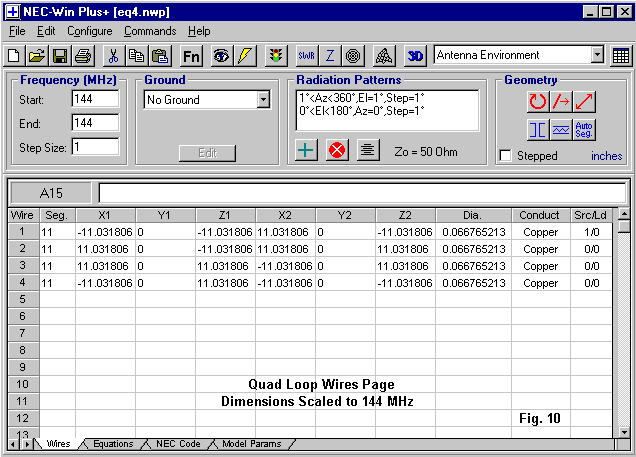 NEC-Win Plus+ [eq4.nwp]
File Edit Configure Commands Help
Fn SWR Z 3D Antenna Environment
Frequency (MHz) Ground Radiation Patterns Geometry
Start: 144 No Ground 1°<Az<360°,El=1°,Step=1°
End: 144 0°<El<180°,Az=0°,Step=1°
Step Size: 1 Edit Zo = 50 Ohm Auto Seg.
Stepped inches
A15
Wire Seg. X1 Y1 Z1 X2 Y2 Z2 Dia. Conduct Src/Ld
1 11 -11.031806 0 -11.031806 11.031806 0 -11.031806 0.066765213 Copper 1/0
2 11 11.031806 0 -11.031806 11.031806 0 11.031806 0.066765213 Copper 0/0
3 11 11.031806 0 11.031806 -11.031806 0 11.031806 0.066765213 Copper 0/0
4 11 -11.031806 0 11.031806 -11.031806 0 -11.031806 0.066765213 Copper 0/0
5
6
7
8
9
10 Quad Loop Wires Page
11 Dimensions Scaled to 144 MHz
12 Fig. 10
13
Wires Equations NEC Code Model Params